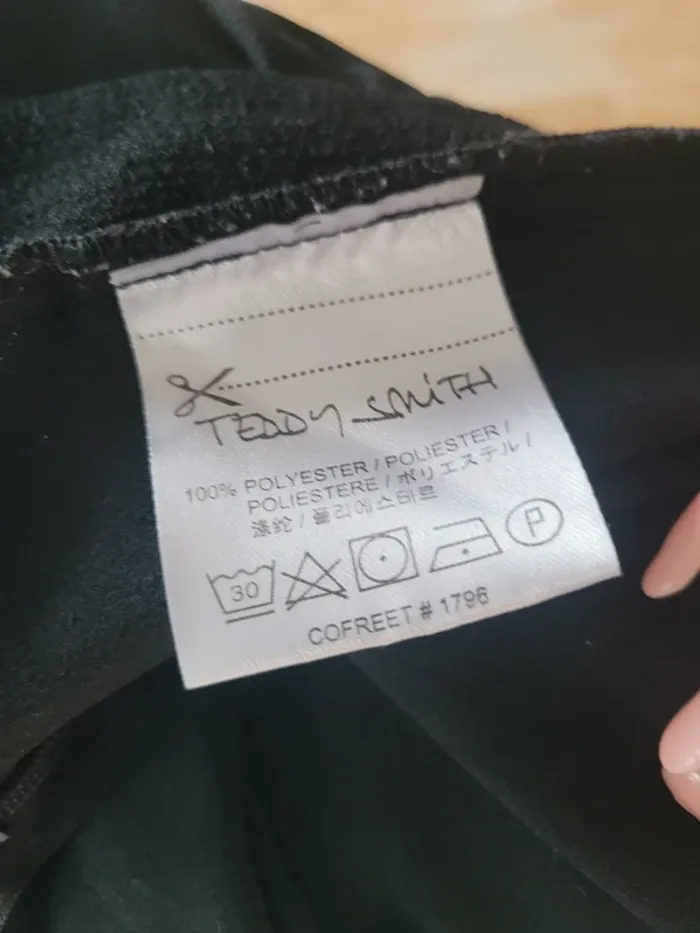 TEDDY SMITH
100% POLYESTER / POLIESTER /
POLIESTERE / ポリエステル /
涤纶 / 폴리에스테르
30 P
COFREET # 1796